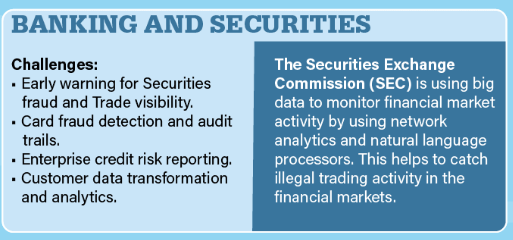 BANKING AND SECURITIES
Challenges:
• Early warning for Securities
fraud and Trade visibility.
• Card fraud detection and audit
trails.
• Enterprise credit risk reporting.
• Customer data transformation
and analytics.
The Securities Exchange
Commission (SEC) is using big
data to monitor financial market
activity by using network
analytics and natural language
processors. This helps to catch
illegal trading activity in the
financial markets.